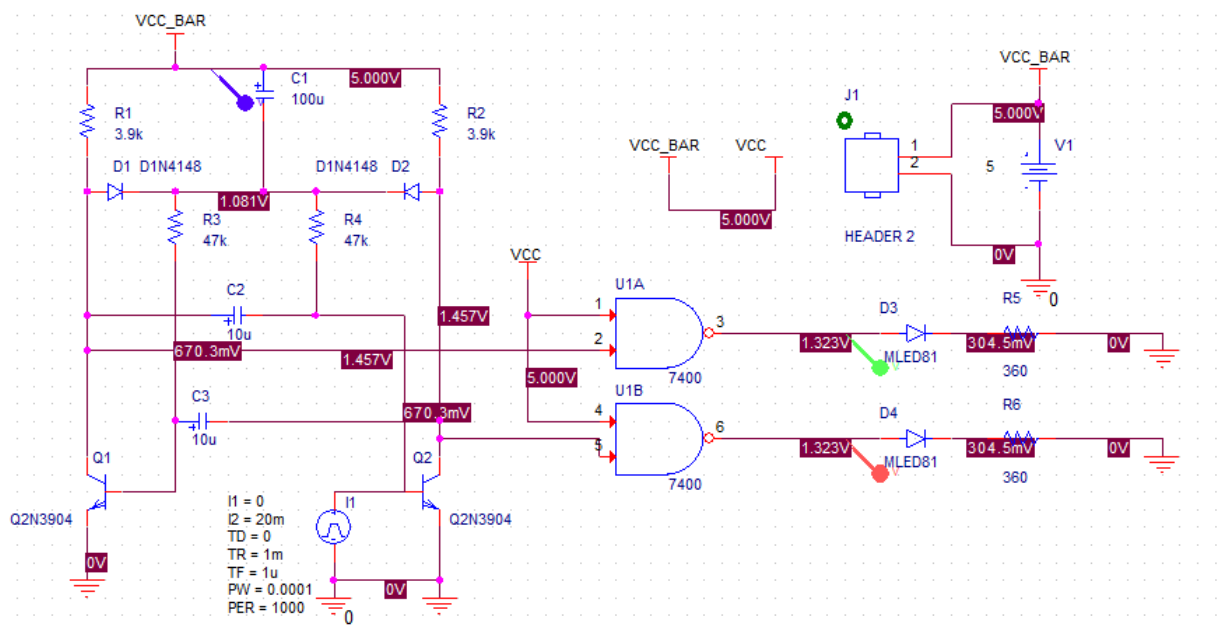 VCC_BAR
5.000V
C1
100u
R1
3.9k
R2
3.9k
D1 D1N4148
D1N4148 D2
1.081V
R3
47k
R4
47k
C2
10u
670.3mV
1.457V
1.457V
C3
10u
670.3mV
Q1
Q2N3904
Q2
Q2N3904
0V
I1 = 0
I2 = 20m
TD = 0
TR = 1m
TF = 1u
PW = 0.0001
PER = 1000
I1
0V
0
VCC_BAR
VCC
5.000V
J1
1
2
HEADER 2
VCC_BAR
5.000V
V1
5
0V
0
VCC
5.000V
U1A
1
2
3
7400
U1B
4
5
6
7400
1.323V
D3
MLED81
304.5mV
R5
360
0V
1.323V
D4
MLED81
304.5mV
R6
360
0V